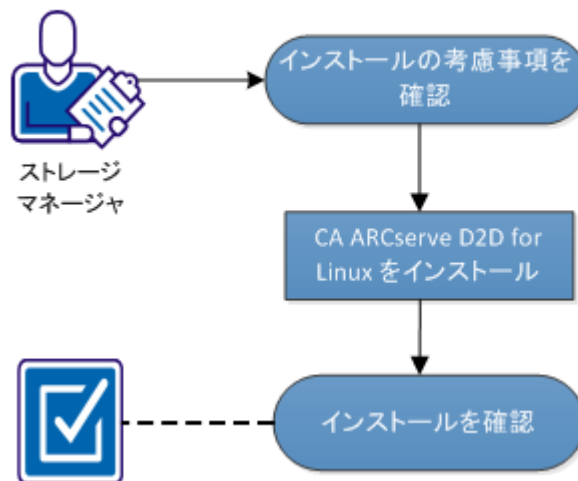 インストールの考慮事項を
確認
ストレージ
マネージャ
CA ARCserve D2D for
Linux をインストール
インストールを確認